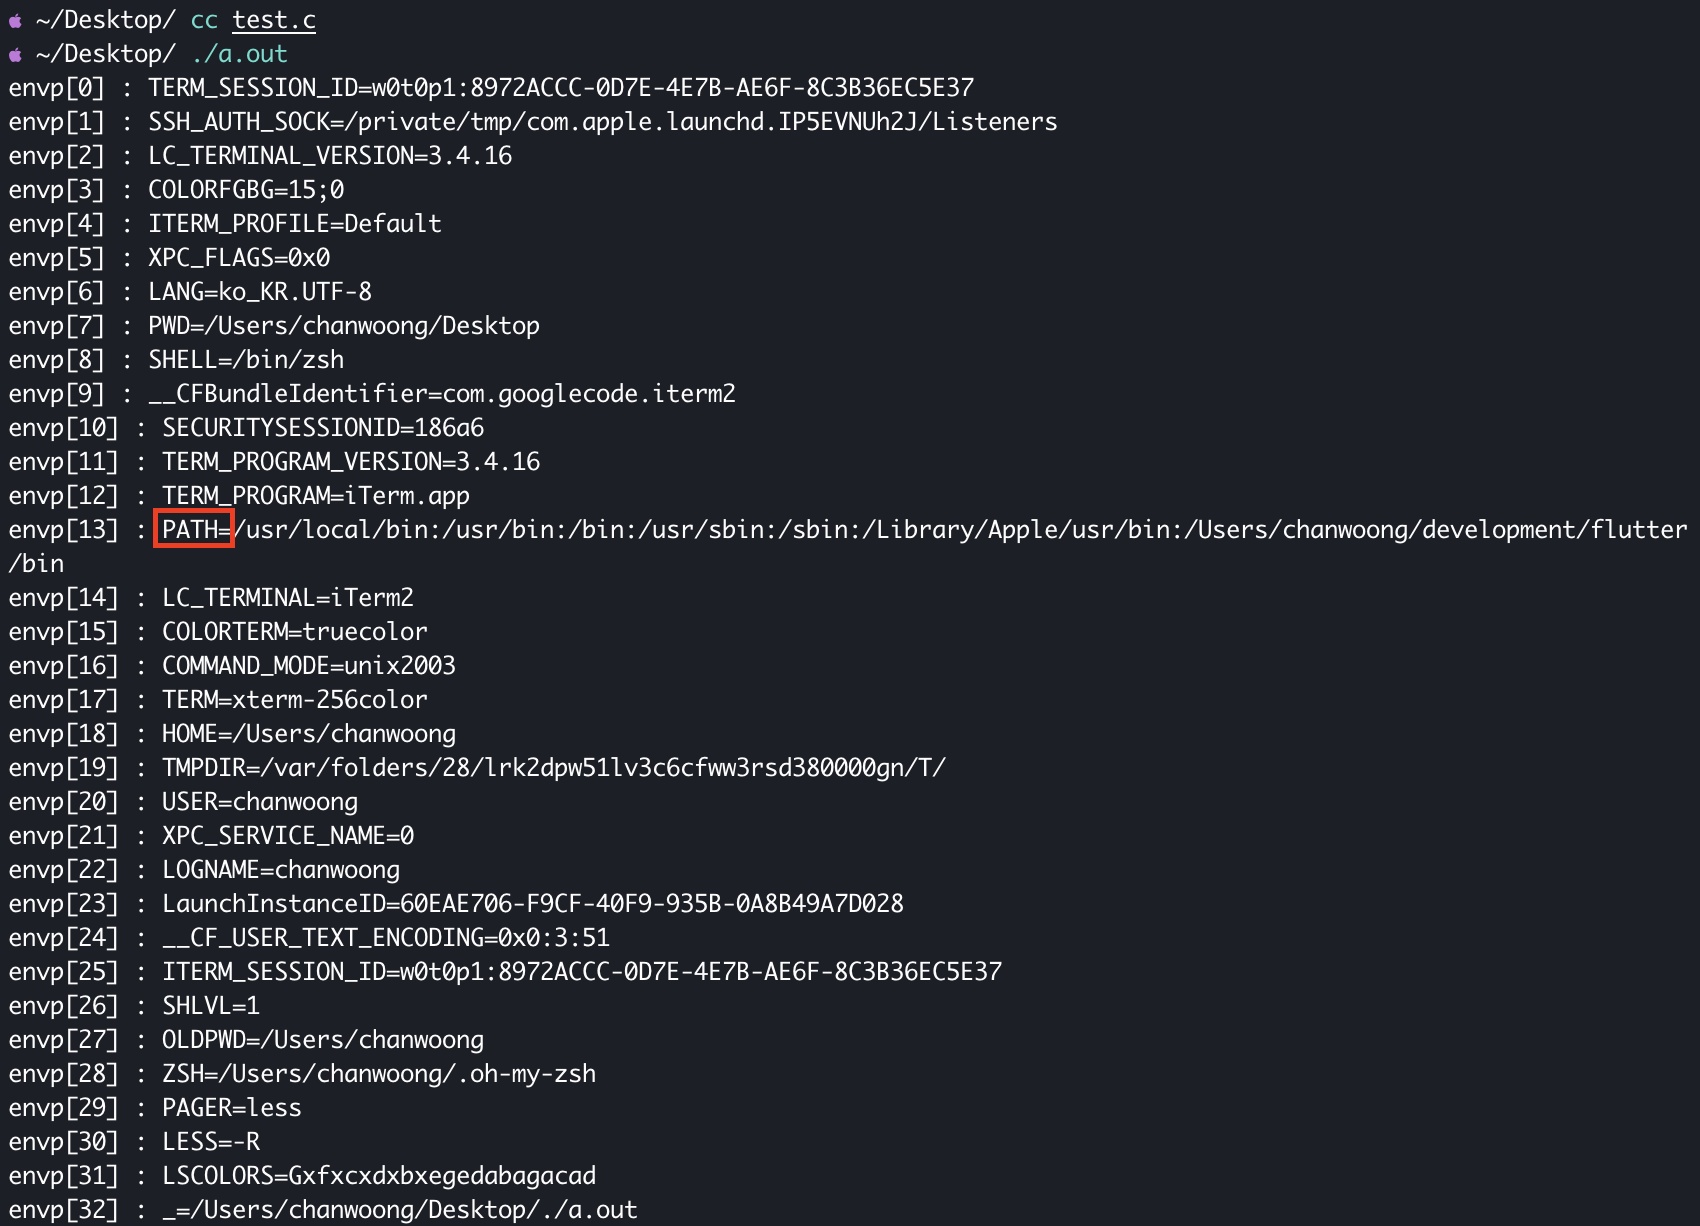 ~/Desktop/ cc test.c
~/Desktop/ ./a.out
envp[0] : TERM_SESSION_ID=w0t0p1:8972ACCC-0D7E-4E7B-AE6F-8C3B36EC5E37
envp[1] : SSH_AUTH_SOCK=/private/tmp/com.apple.launchd.IP5EVNUh2J/Listeners
envp[2] : LC_TERMINAL_VERSION=3.4.16
envp[3] : COLORFGBG=15;0
envp[4] : ITERM_PROFILE=Default
envp[5] : XPC_FLAGS=0x0
envp[6] : LANG=ko_KR.UTF-8
envp[7] : PWD=/Users/chanwoong/Desktop
envp[8] : SHELL=/bin/zsh
envp[9] : __CFBundleIdentifier=com.googlecode.iterm2
envp[10] : SECURITYSESSIONID=186a6
envp[11] : TERM_PROGRAM_VERSION=3.4.16
envp[12] : TERM_PROGRAM=iTerm.app
envp[13] : PATH=/usr/local/bin:/usr/bin:/bin:/usr/sbin:/sbin:/Library/Apple/usr/bin:/Users/chanwoong/development/flutter
/bin
envp[14] : LC_TERMINAL=iTerm2
envp[15] : COLORTERM=truecolor
envp[16] : COMMAND_MODE=unix2003
envp[17] : TERM=xterm-256color
envp[18] : HOME=/Users/chanwoong
envp[19] : TMPDIR=/var/folders/28/lrk2dpw51lv3c6cfww3rsd380000gn/T/
envp[20] : USER=chanwoong
envp[21] : XPC_SERVICE_NAME=0
envp[22] : LOGNAME=chanwoong
envp[23] : LaunchInstanceID=60EAE706-F9CF-40F9-935B-0A8B49A7D028
envp[24] : __CF_USER_TEXT_ENCODING=0x0:3:51
envp[25] : ITERM_SESSION_ID=w0t0p1:8972ACCC-0D7E-4E7B-AE6F-8C3B36EC5E37
envp[26] : SHLVL=1
envp[27] : OLDPWD=/Users/chanwoong
envp[28] : ZSH=/Users/chanwoong/.oh-my-zsh
envp[29] : PAGER=less
envp[30] : LESS=-R
envp[31] : LSCOLORS=Gxfxcxdxbxegedabagacad
envp[32] : _=/Users/chanwoong/Desktop/./a.out